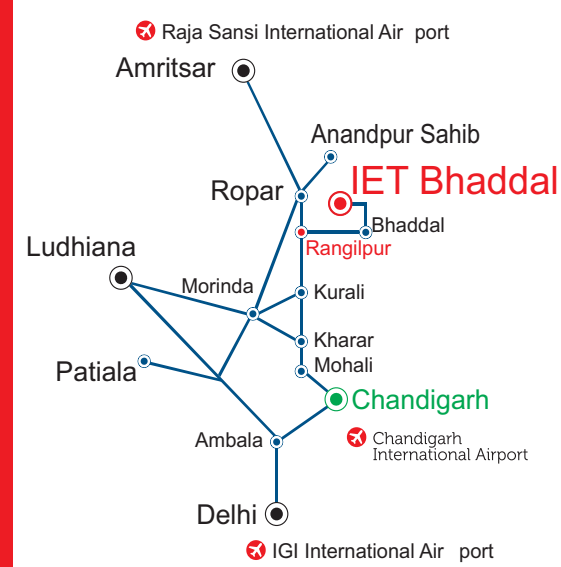 Raja Sansi International Air port
Amritsar
Anandpur Sahib
IET Bhaddal
Ropar
Bhaddal
Rangilpur
Ludhiana
Morinda
Kurali
Kharar
Mohali
Patiala
Chandigarh
Ambala
Chandigarh
International Airport
Delhi
IGI International Air port